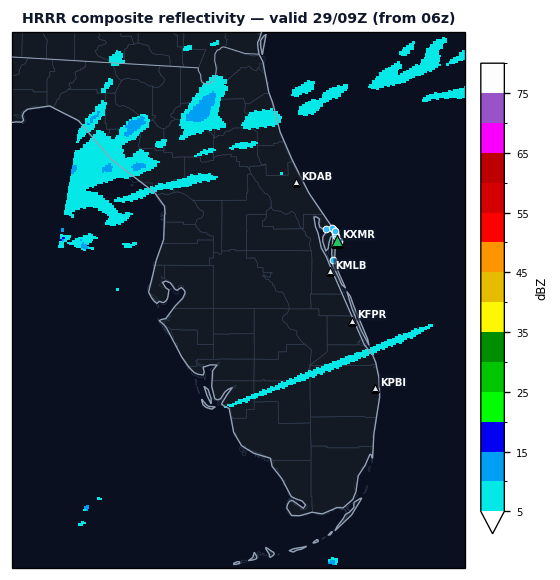 HRRR composite reflectivity — valid 29/09Z (from 06z)
KDAB
KXMR
KMLB
KFPR
KPBI
75
65
55
45
35
25
15
5
dBZ